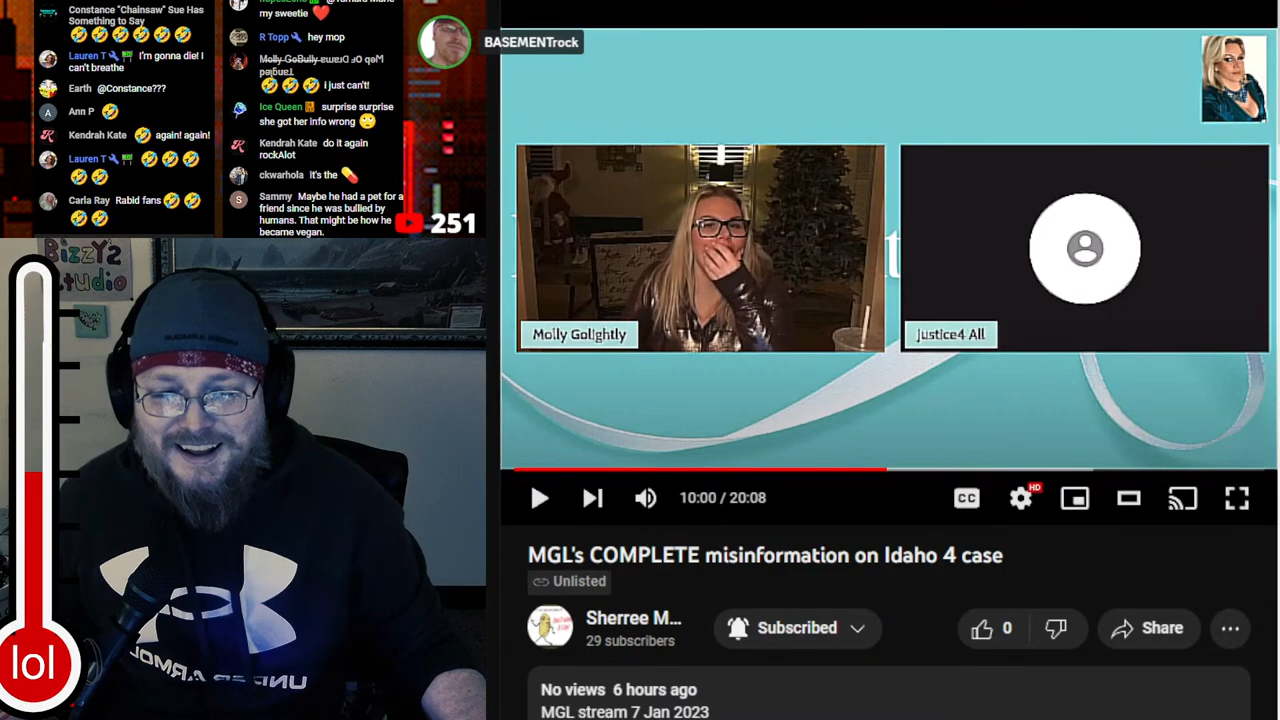 Constance "Chainsaw" Sue Has
Something to Say
Lauren T I'm gonna die! I
can't breathe
Earth @Constance???
A Ann P
Kendrah Kate again! again!
Lauren T
Carla Ray Rabid fans
my sweetie
R Topp hey mop
I just can't!
Ice Queen surprise surprise
she got her info wrong
Kendrah Kate do it again
rockAlot
ckwarhola it's the
S Sammy Maybe he had a pet for a
friend since he was bullied by
humans. That might be how he
became vegan.
251
BASEMENTrock
BizzY's
Studio
lol
UNDER ARMOUR
Molly Golightly
Justice4 All
10:00 / 20:08
CC
HD
MGL's COMPLETE misinformation on Idaho 4 case
Unlisted
Sherree M...
29 subscribers
Subscribed
0
Share
No views 6 hours ago
MGL stream 7 Jan 2023